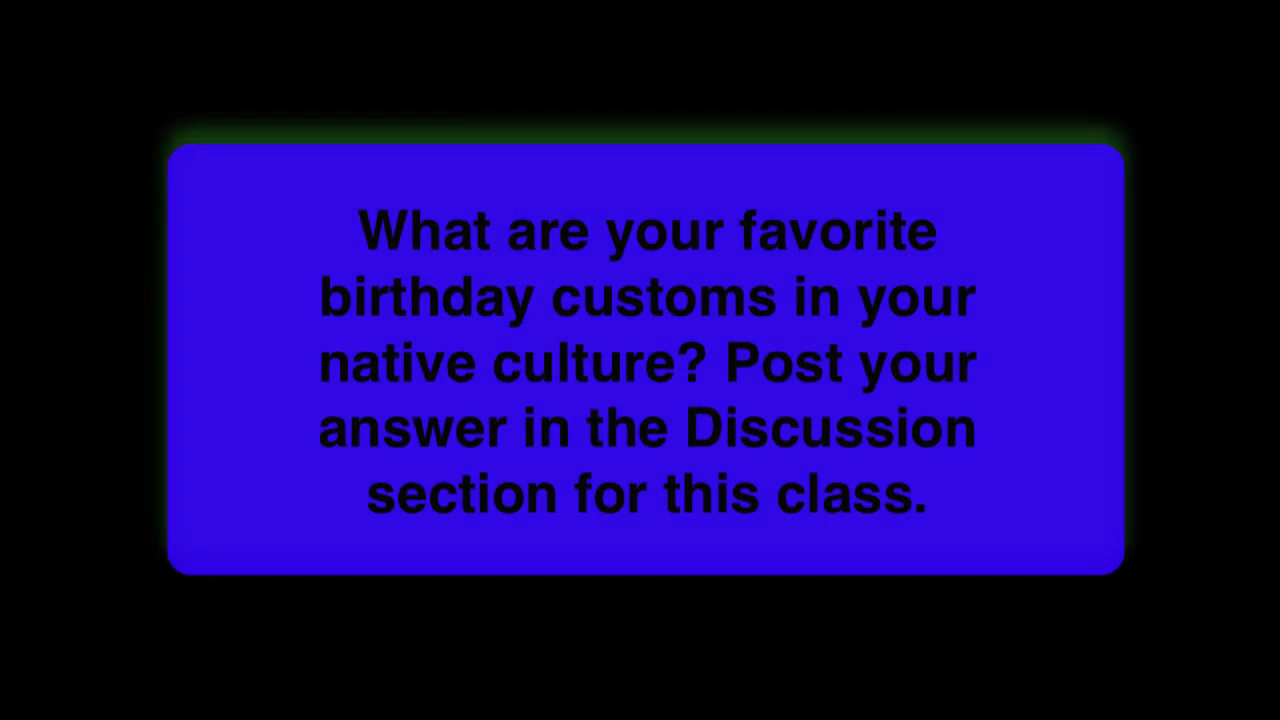 What are your favorite
birthday customs in your
native culture? Post your
answer in the Discussion
section for this class.